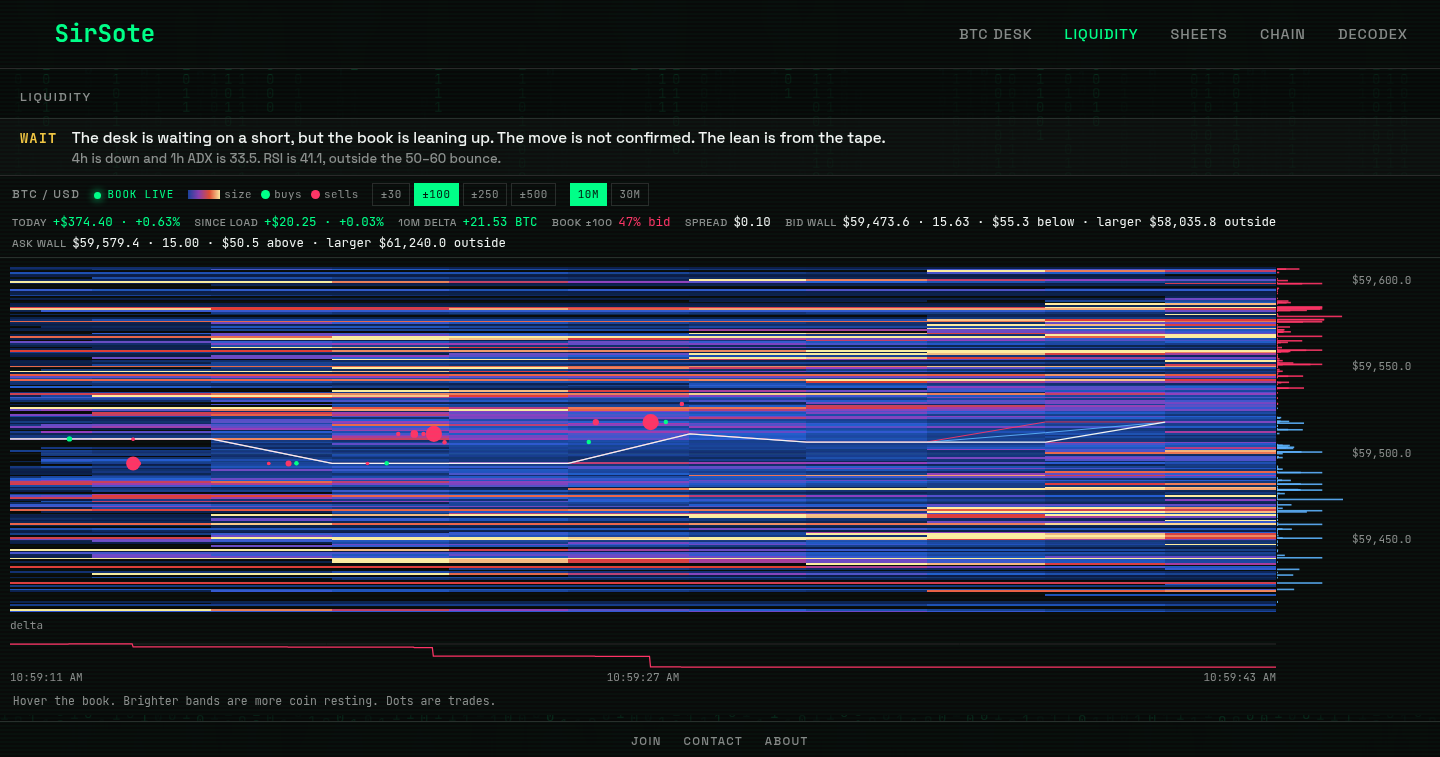 SirSote
BTC DESK LIQUIDITY SHEETS CHAIN DECODEX
LIQUIDITY
WAIT The desk is waiting on a short, but the book is leaning up. The move is not confirmed. The lean is from the tape.
4h is down and 1h ADX is 33.5. RSI is 41.1, outside the 50–60 bounce.
BTC / USD BOOK LIVE size buys sells ±30 ±100 ±250 ±500 10M 30M
TODAY +$374.40 · +0.63% SINCE LOAD +$20.25 · +0.03% 10M DELTA +21.53 BTC BOOK ±100 47% bid SPREAD $0.10 BID WALL $59,473.6 · 15.63 · $55.3 below · larger $58,035.8 outside
ASK WALL $59,579.4 · 15.00 · $50.5 above · larger $61,240.0 outside
$59,600.0
$59,550.0
$59,500.0
$59,450.0
delta
10:59:11 AM 10:59:27 AM 10:59:43 AM
Hover the book. Brighter bands are more coin resting. Dots are trades.
JOIN CONTACT ABOUT